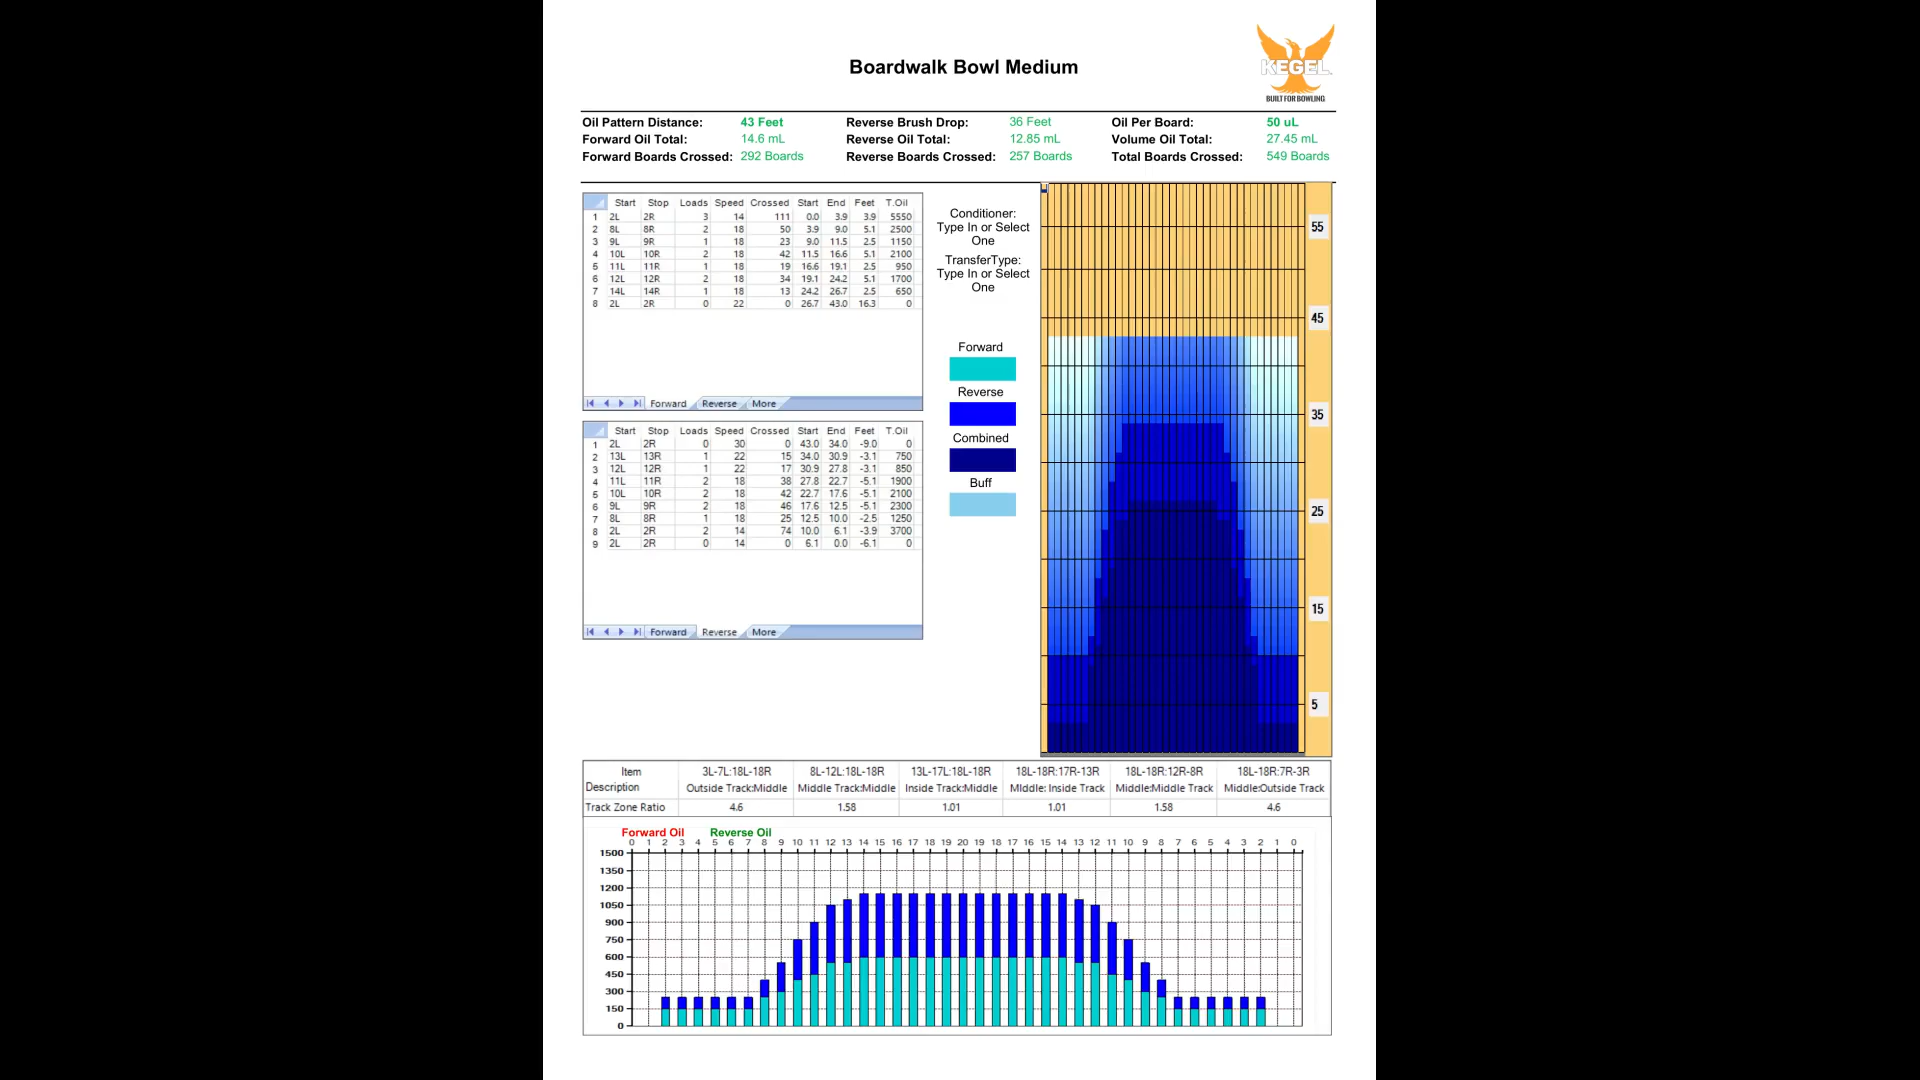 Boardwalk Bowl Medium
KEGEL
BUILT FOR BOWLING
Oil Pattern Distance: 43 Feet Reverse Brush Drop: 36 Feet Oil Per Board: 50 uL
Forward Oil Total: 14.6 mL Reverse Oil Total: 12.85 mL Volume Oil Total: 27.45 mL
Forward Boards Crossed: 292 Boards Reverse Boards Crossed: 257 Boards Total Boards Crossed: 549 Boards
Start Stop Loads Speed Crossed Start End Feet T.Oil
1 2L 2R 3 14 111 0.0 3.9 3.9 5550
2 8L 8R 2 18 50 3.9 9.0 5.1 2500
3 9L 9R 1 18 23 9.0 11.5 2.5 1150
4 10L 10R 2 18 42 11.5 16.6 5.1 2100
5 11L 11R 1 18 19 16.6 19.1 2.5 950
6 12L 12R 2 18 34 19.1 24.2 5.1 1700
7 14L 14R 1 18 13 24.2 26.7 2.5 650
8 2L 2R 0 22 0 26.7 43.0 16.3 0
Forward Reverse More
Start Stop Loads Speed Crossed Start End Feet T.Oil
1 2L 2R 0 30 0 43.0 34.0 -9.0 0
2 13L 13R 1 22 15 34.0 30.9 -3.1 750
3 12L 12R 1 22 17 30.9 27.8 -3.1 850
4 11L 11R 2 18 38 27.8 22.7 -5.1 1900
5 10L 10R 2 18 42 22.7 17.6 -5.1 2100
6 9L 9R 2 18 46 17.6 12.5 -5.1 2300
7 8L 8R 1 18 25 12.5 10.0 -2.5 1250
8 2L 2R 2 14 74 10.0 6.1 -3.9 3700
9 2L 2R 0 14 0 6.1 0.0 -6.1 0
Forward Reverse More
Conditioner:
Type In or Select
One
TransferType:
Type In or Select
One
Forward
Reverse
Combined
Buff
55
45
35
25
15
5
Item 3L-7L:18L-18R 8L-12L:18L-18R 13L-17L:18L-18R 18L-18R:17R-13R 18L-18R:12R-8R 18L-18R:7R-3R
Description Outside Track:Middle Middle Track:Middle Inside Track:Middle MIddle: Inside Track Middle:Middle Track Middle:Outside Track
Track Zone Ratio 4.6 1.58 1.01 1.01 1.58 4.6
Forward Oil Reverse Oil
0 1 2 3 4 5 6 7 8 9 10 11 12 13 14 15 16 17 18 19 20 19 18 17 16 15 14 13 12 11 10 9 8 7 6 5 4 3 2 1 0
1500
1350
1200
1050
900
750
600
450
300
150
0